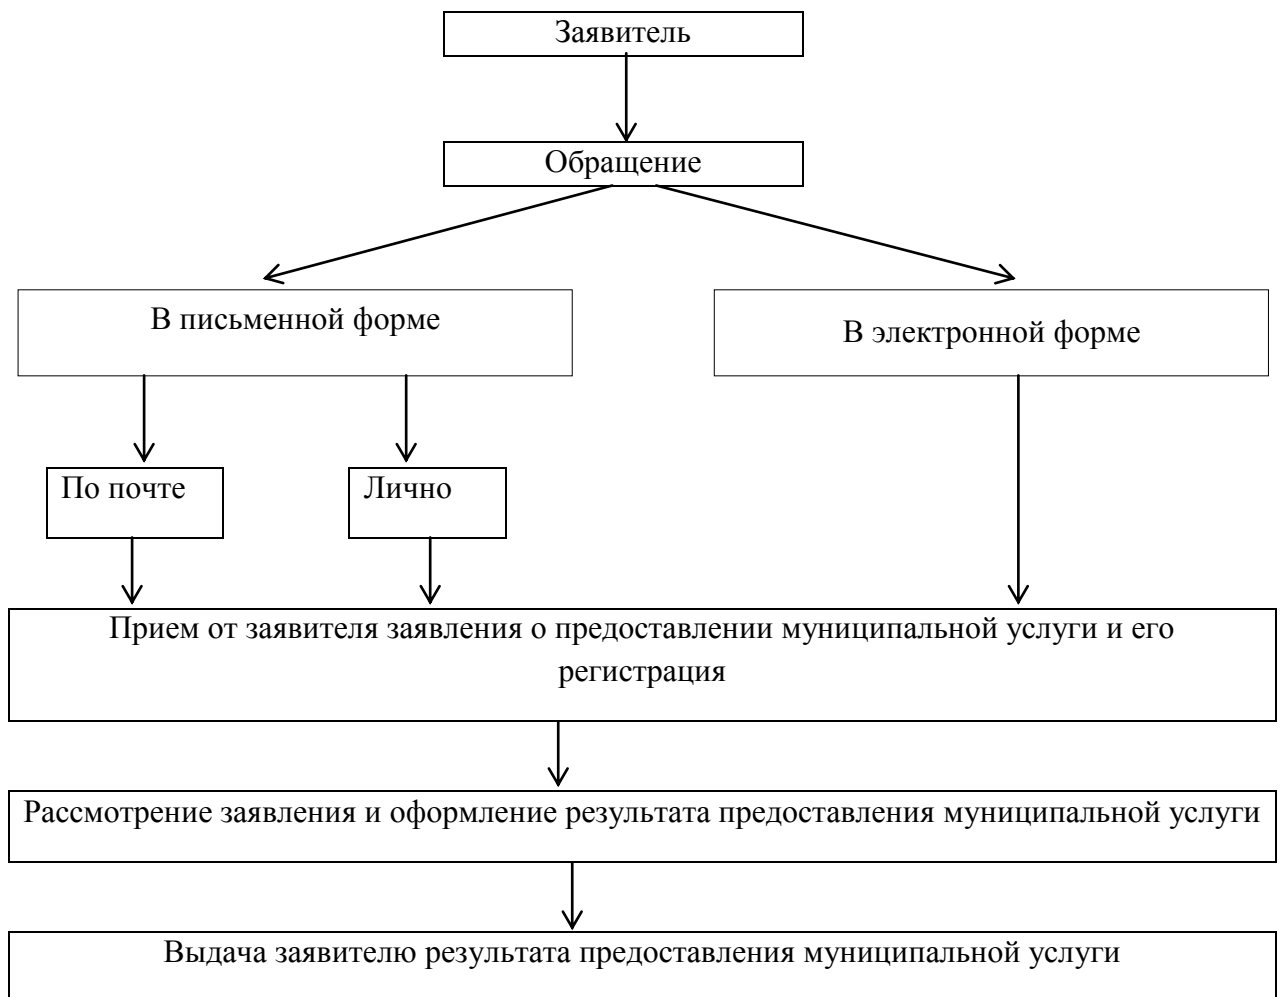 Заявитель
Обращение
В письменной форме
В электронной форме
По почте
Лично
Прием от заявителя заявления о предоставлении муниципальной услуги и его
регистрация
Рассмотрение заявления и оформление результата предоставления муниципальной услуги
Выдача заявителю результата предоставления муниципальной услуги